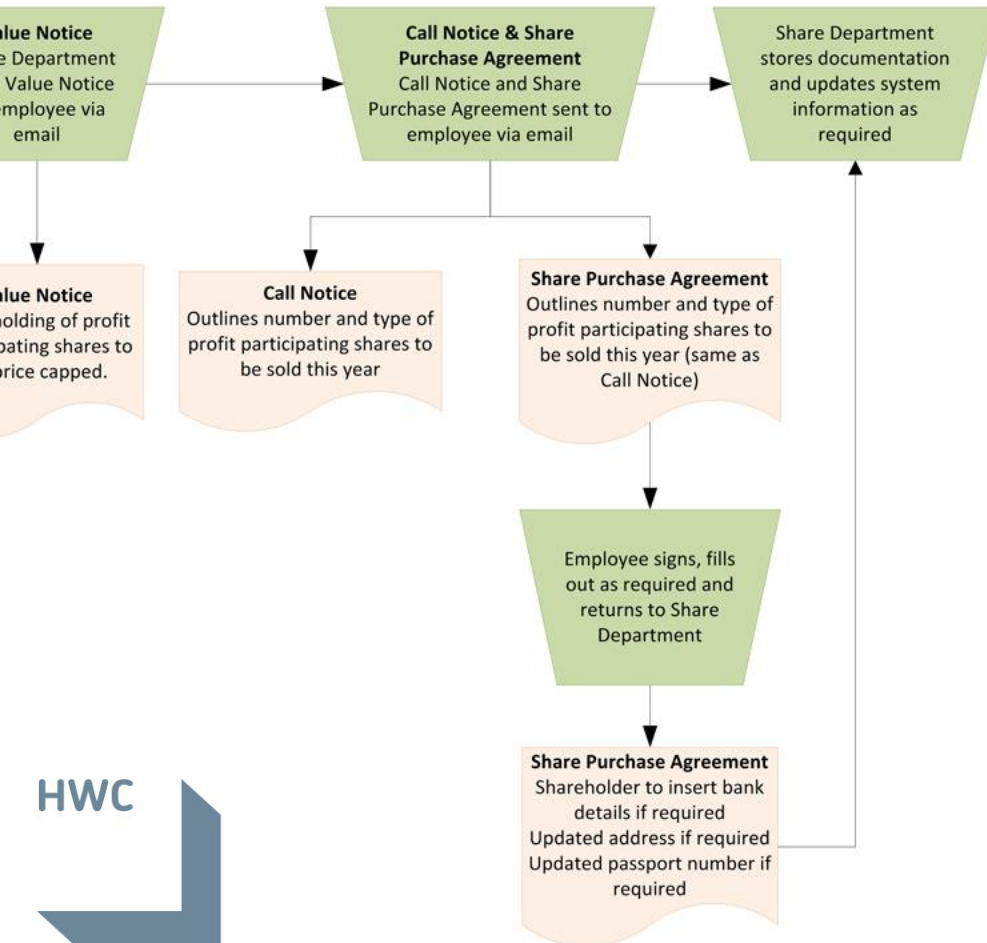 alue Notice
e Department
Value Notice
employee via
email
Call Notice & Share
Purchase Agreement
Call Notice and Share
Purchase Agreement sent to
employee via email
Share Department
stores documentation
and updates system
information as
required
alue Notice
holding of profit
pating shares to
price capped.
Call Notice
Outlines number and type of
profit participating shares to
be sold this year
Share Purchase Agreement
Outlines number and type of
profit participating shares to
be sold this year (same as
Call Notice)
Employee signs, fills
out as required and
returns to Share
Department
Share Purchase Agreement
Shareholder to insert bank
details if required
Updated address if required
Updated passport number if
required
HWC